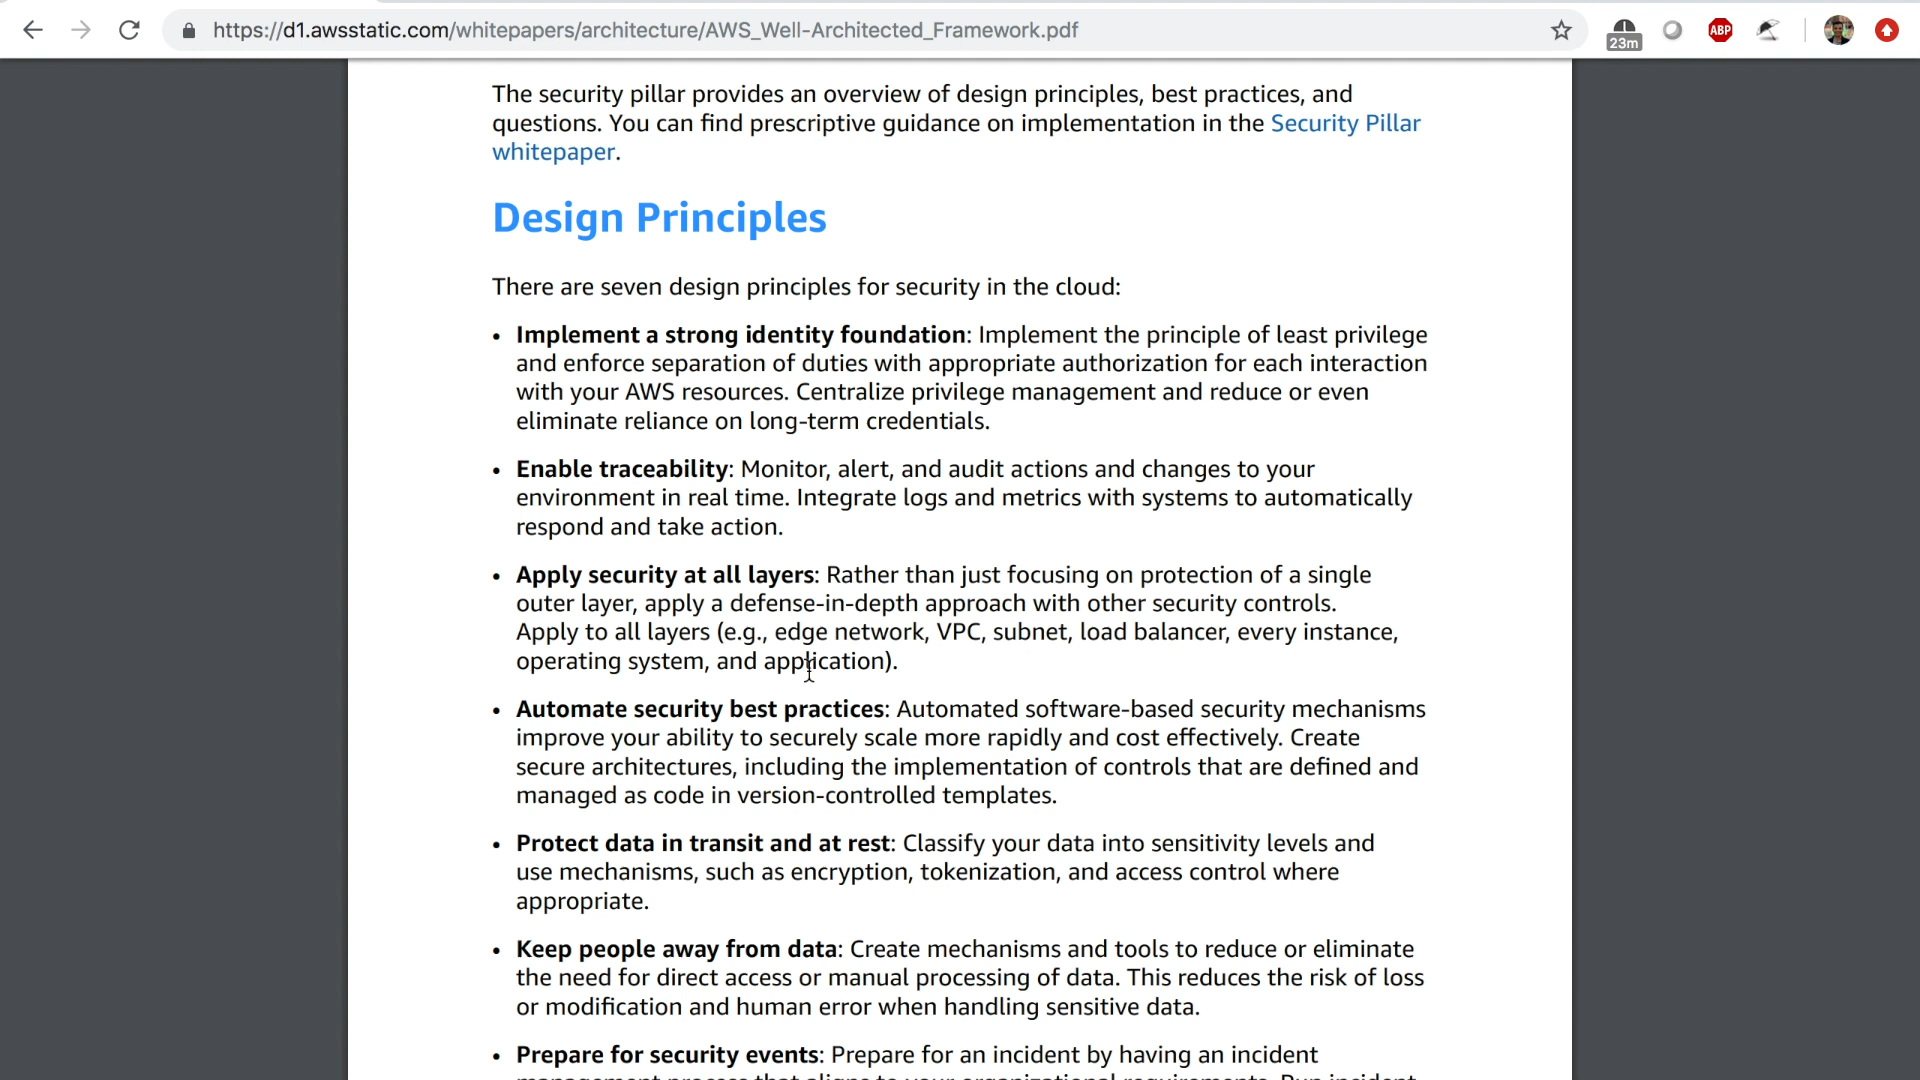 https://d1.awsstatic.com/whitepapers/architecture/AWS_Well-Architected_Framework.pdf
23m
ABP
The security pillar provides an overview of design principles, best practices, and
questions. You can find prescriptive guidance on implementation in the Security Pillar
whitepaper.
Design Principles
There are seven design principles for security in the cloud:
• Implement a strong identity foundation: Implement the principle of least privilege
and enforce separation of duties with appropriate authorization for each interaction
with your AWS resources. Centralize privilege management and reduce or even
eliminate reliance on long-term credentials.
• Enable traceability: Monitor, alert, and audit actions and changes to your
environment in real time. Integrate logs and metrics with systems to automatically
respond and take action.
• Apply security at all layers: Rather than just focusing on protection of a single
outer layer, apply a defense-in-depth approach with other security controls.
Apply to all layers (e.g., edge network, VPC, subnet, load balancer, every instance,
operating system, and application).
• Automate security best practices: Automated software-based security mechanisms
improve your ability to securely scale more rapidly and cost effectively. Create
secure architectures, including the implementation of controls that are defined and
managed as code in version-controlled templates.
• Protect data in transit and at rest: Classify your data into sensitivity levels and
use mechanisms, such as encryption, tokenization, and access control where
appropriate.
• Keep people away from data: Create mechanisms and tools to reduce or eliminate
the need for direct access or manual processing of data. This reduces the risk of loss
or modification and human error when handling sensitive data.
• Prepare for security events: Prepare for an incident by having an incident
management process that aligns to your organizational requirements. Run incident